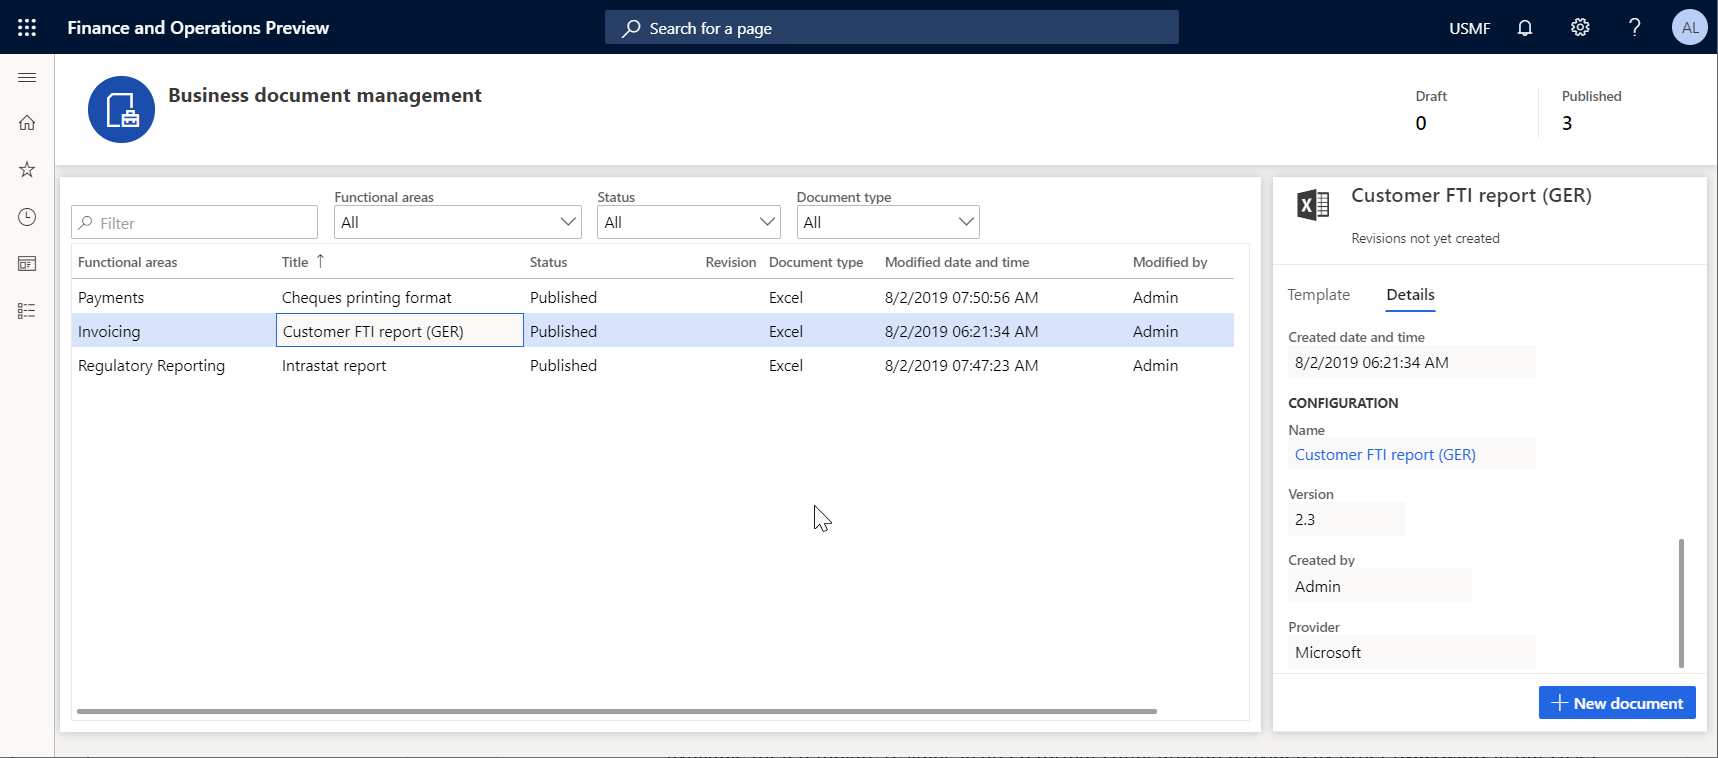 Finance and Operations Preview
Search for a page
USMF
?
AL
Business document management
Draft
0
Published
3
Filter
Functional areas
All
Status
All
Document type
All
Functional areas Title ↑ Status Revision Document type Modified date and time Modified by
Payments Cheques printing format Published Excel 8/2/2019 07:50:56 AM Admin
Invoicing Customer FTI report (GER) Published Excel 8/2/2019 06:21:34 AM Admin
Regulatory Reporting Intrastat report Published Excel 8/2/2019 07:47:23 AM Admin
Customer FTI report (GER)
Revisions not yet created
Template Details
Created date and time
8/2/2019 06:21:34 AM
CONFIGURATION
Name
Customer FTI report (GER)
Version
2.3
Created by
Admin
Provider
Microsoft
+ New document